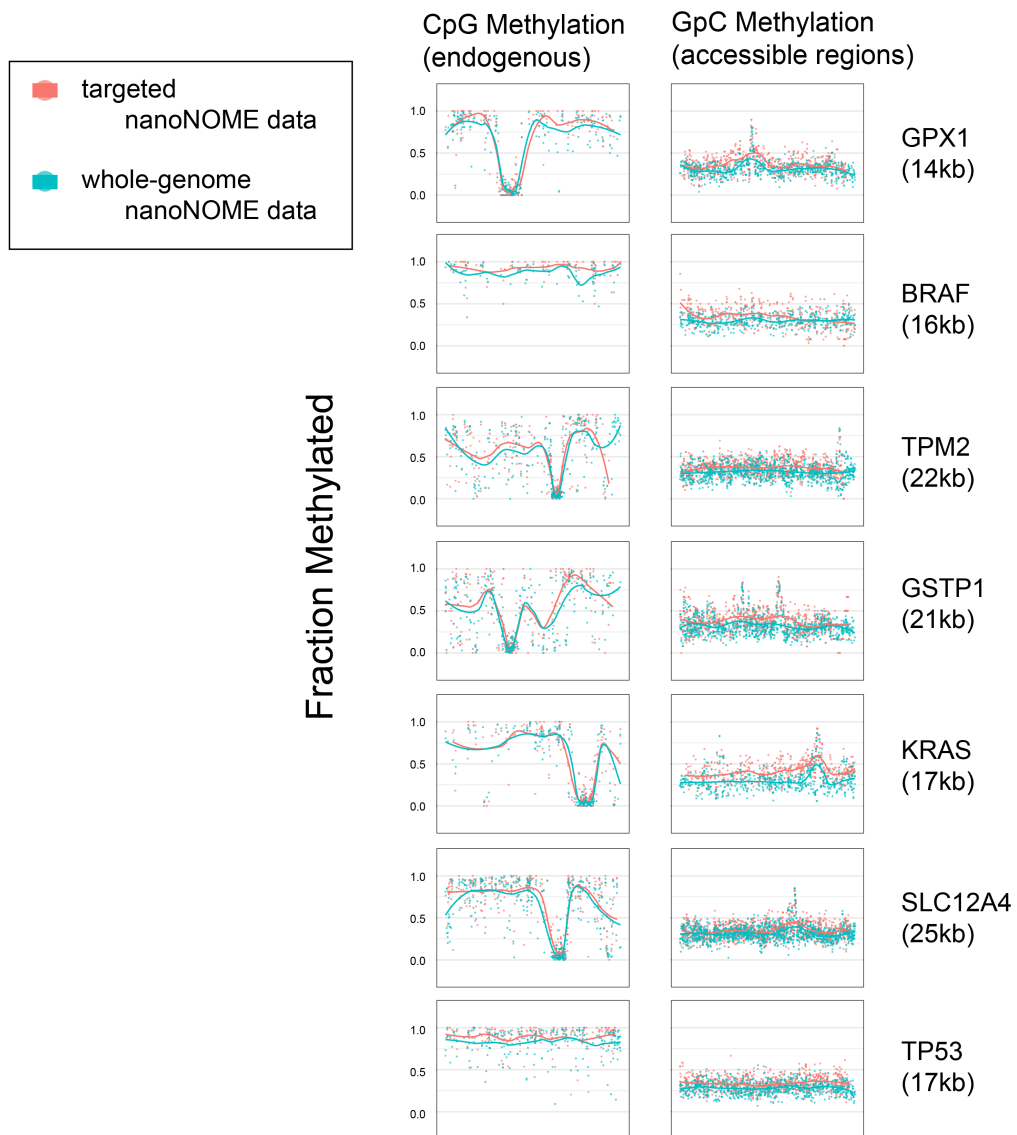 CpG Methylation
(endogenous)
GpC Methylation
(accessible regions)
targeted
nanoNOME data
whole-genome
nanoNOME data
Fraction Methylated
1.0
0.5
0.0
GPX1
(14kb)
1.0
0.5
0.0
BRAF
(16kb)
1.0
0.5
0.0
TPM2
(22kb)
1.0
0.5
0.0
GSTP1
(21kb)
1.0
0.5
0.0
KRAS
(17kb)
1.0
0.5
0.0
SLC12A4
(25kb)
1.0
0.5
0.0
TP53
(17kb)